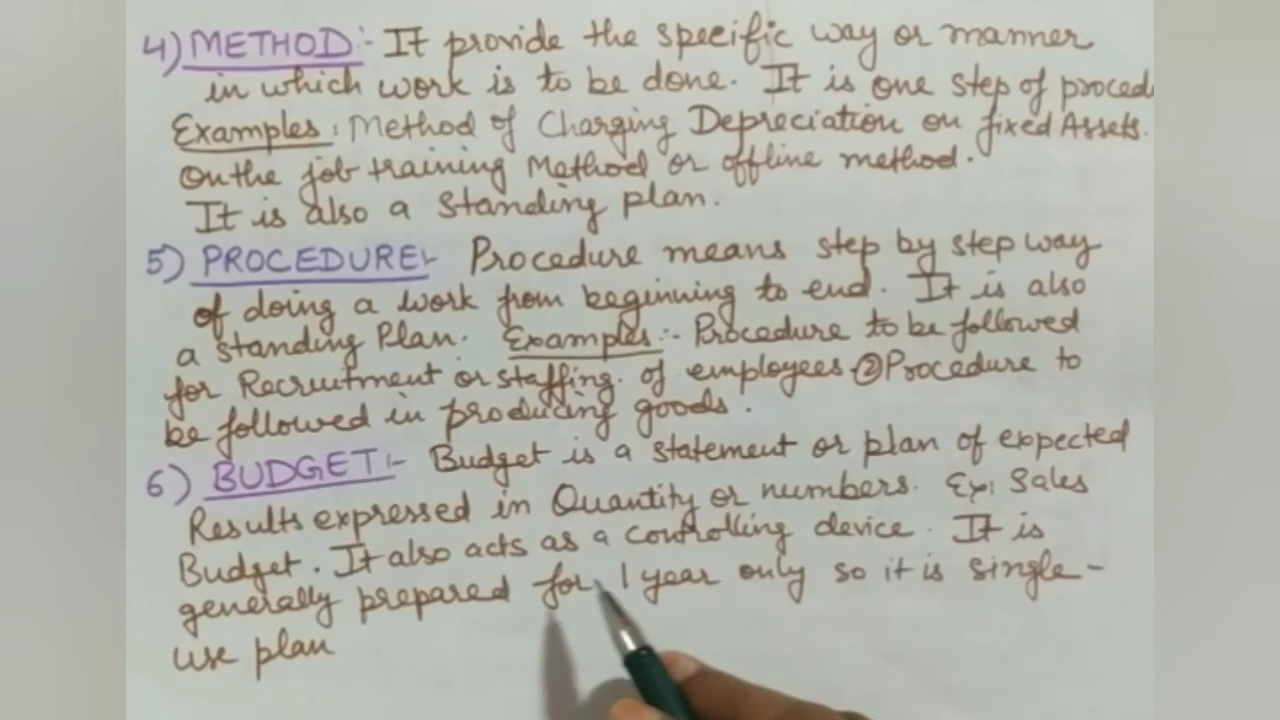 4) METHOD:- It provide the specific way or manner
in which work is to be done. It is one step of proced
Examples: Method of Charging Depreciation on fixed Assets.
On the job training Method or offline method.
It is also a standing plan.
5) PROCEDURE:- Procedure means step by step way
of doing a work from beginning to end. It is also
a standing Plan. Examples:- Procedure to be followed
for Recruitment or staffing of employees ② Procedure to
be followed in producing goods.
6) BUDGET:- Budget is a statement or plan of expected
Results expressed in Quantity or numbers. Ex: Sales
Budget. It also acts as a controlling device. It is
generally prepared for 1 year only so it is single-
use plan